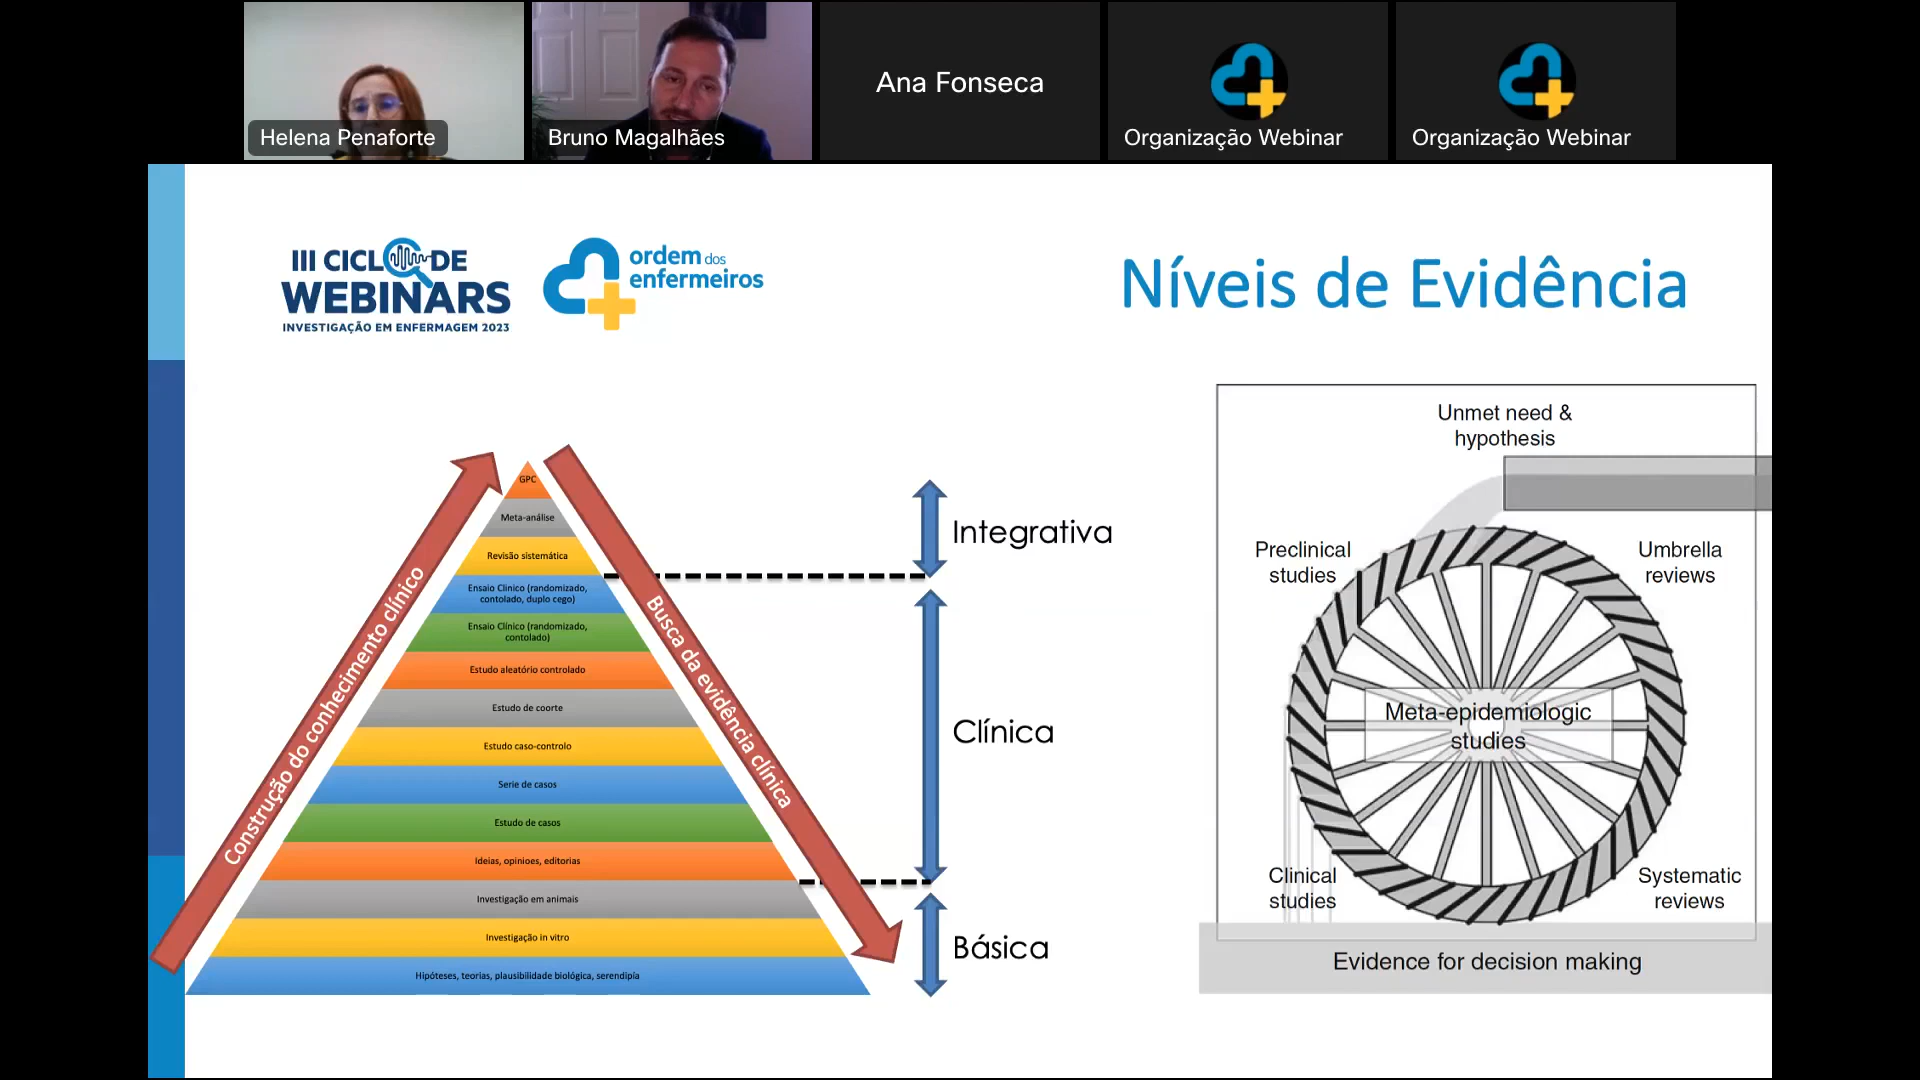 Helena Penaforte
Bruno Magalhães
Ana Fonseca
Organização Webinar
Organização Webinar
III CICLO DE
WEBINARS
INVESTIGAÇÃO EM ENFERMAGEM 2023
ordem dos
enfermeiros
Níveis de Evidência
Construção do conhecimento clínico
Busca da evidência clínica
GPC
Meta-análise
Revisão sistemática
Ensaio Clinico (randomizado,
contolado, duplo cego)
Ensaio Clínico (randomizado,
contolado)
Estudo aleatório controlado
Estudo de coorte
Estudo caso-controlo
Serie de casos
Estudo de casos
Ideias, opinioes, editorias
Investigação em animais
Investigação in vitro
Hipóteses, teorias, plausibilidade biológica, serendipía
Integrativa
Clínica
Básica
Unmet need &
hypothesis
Preclinical
studies
Umbrella
reviews
Meta-epidemiologic
studies
Clinical
studies
Systematic
reviews
Evidence for decision making